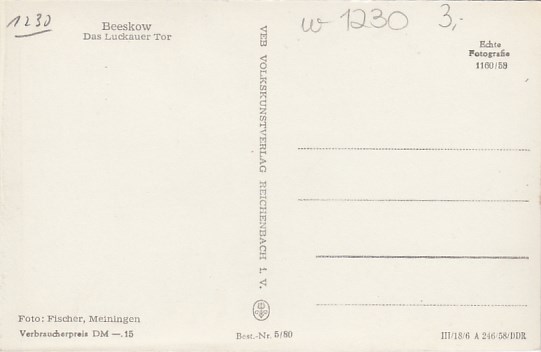 1230
Beeskow
Das Luckauer Tor
w 1230 3,-
Echte
Fotografie
1160/58
VEB VOLKSKUNSTVERLAG REICHENBACH i. V.
Foto: Fischer, Meiningen
Verbraucherpreis DM —.15
Best.-Nr. 5/80
III/18/6 A 246/58/DDR